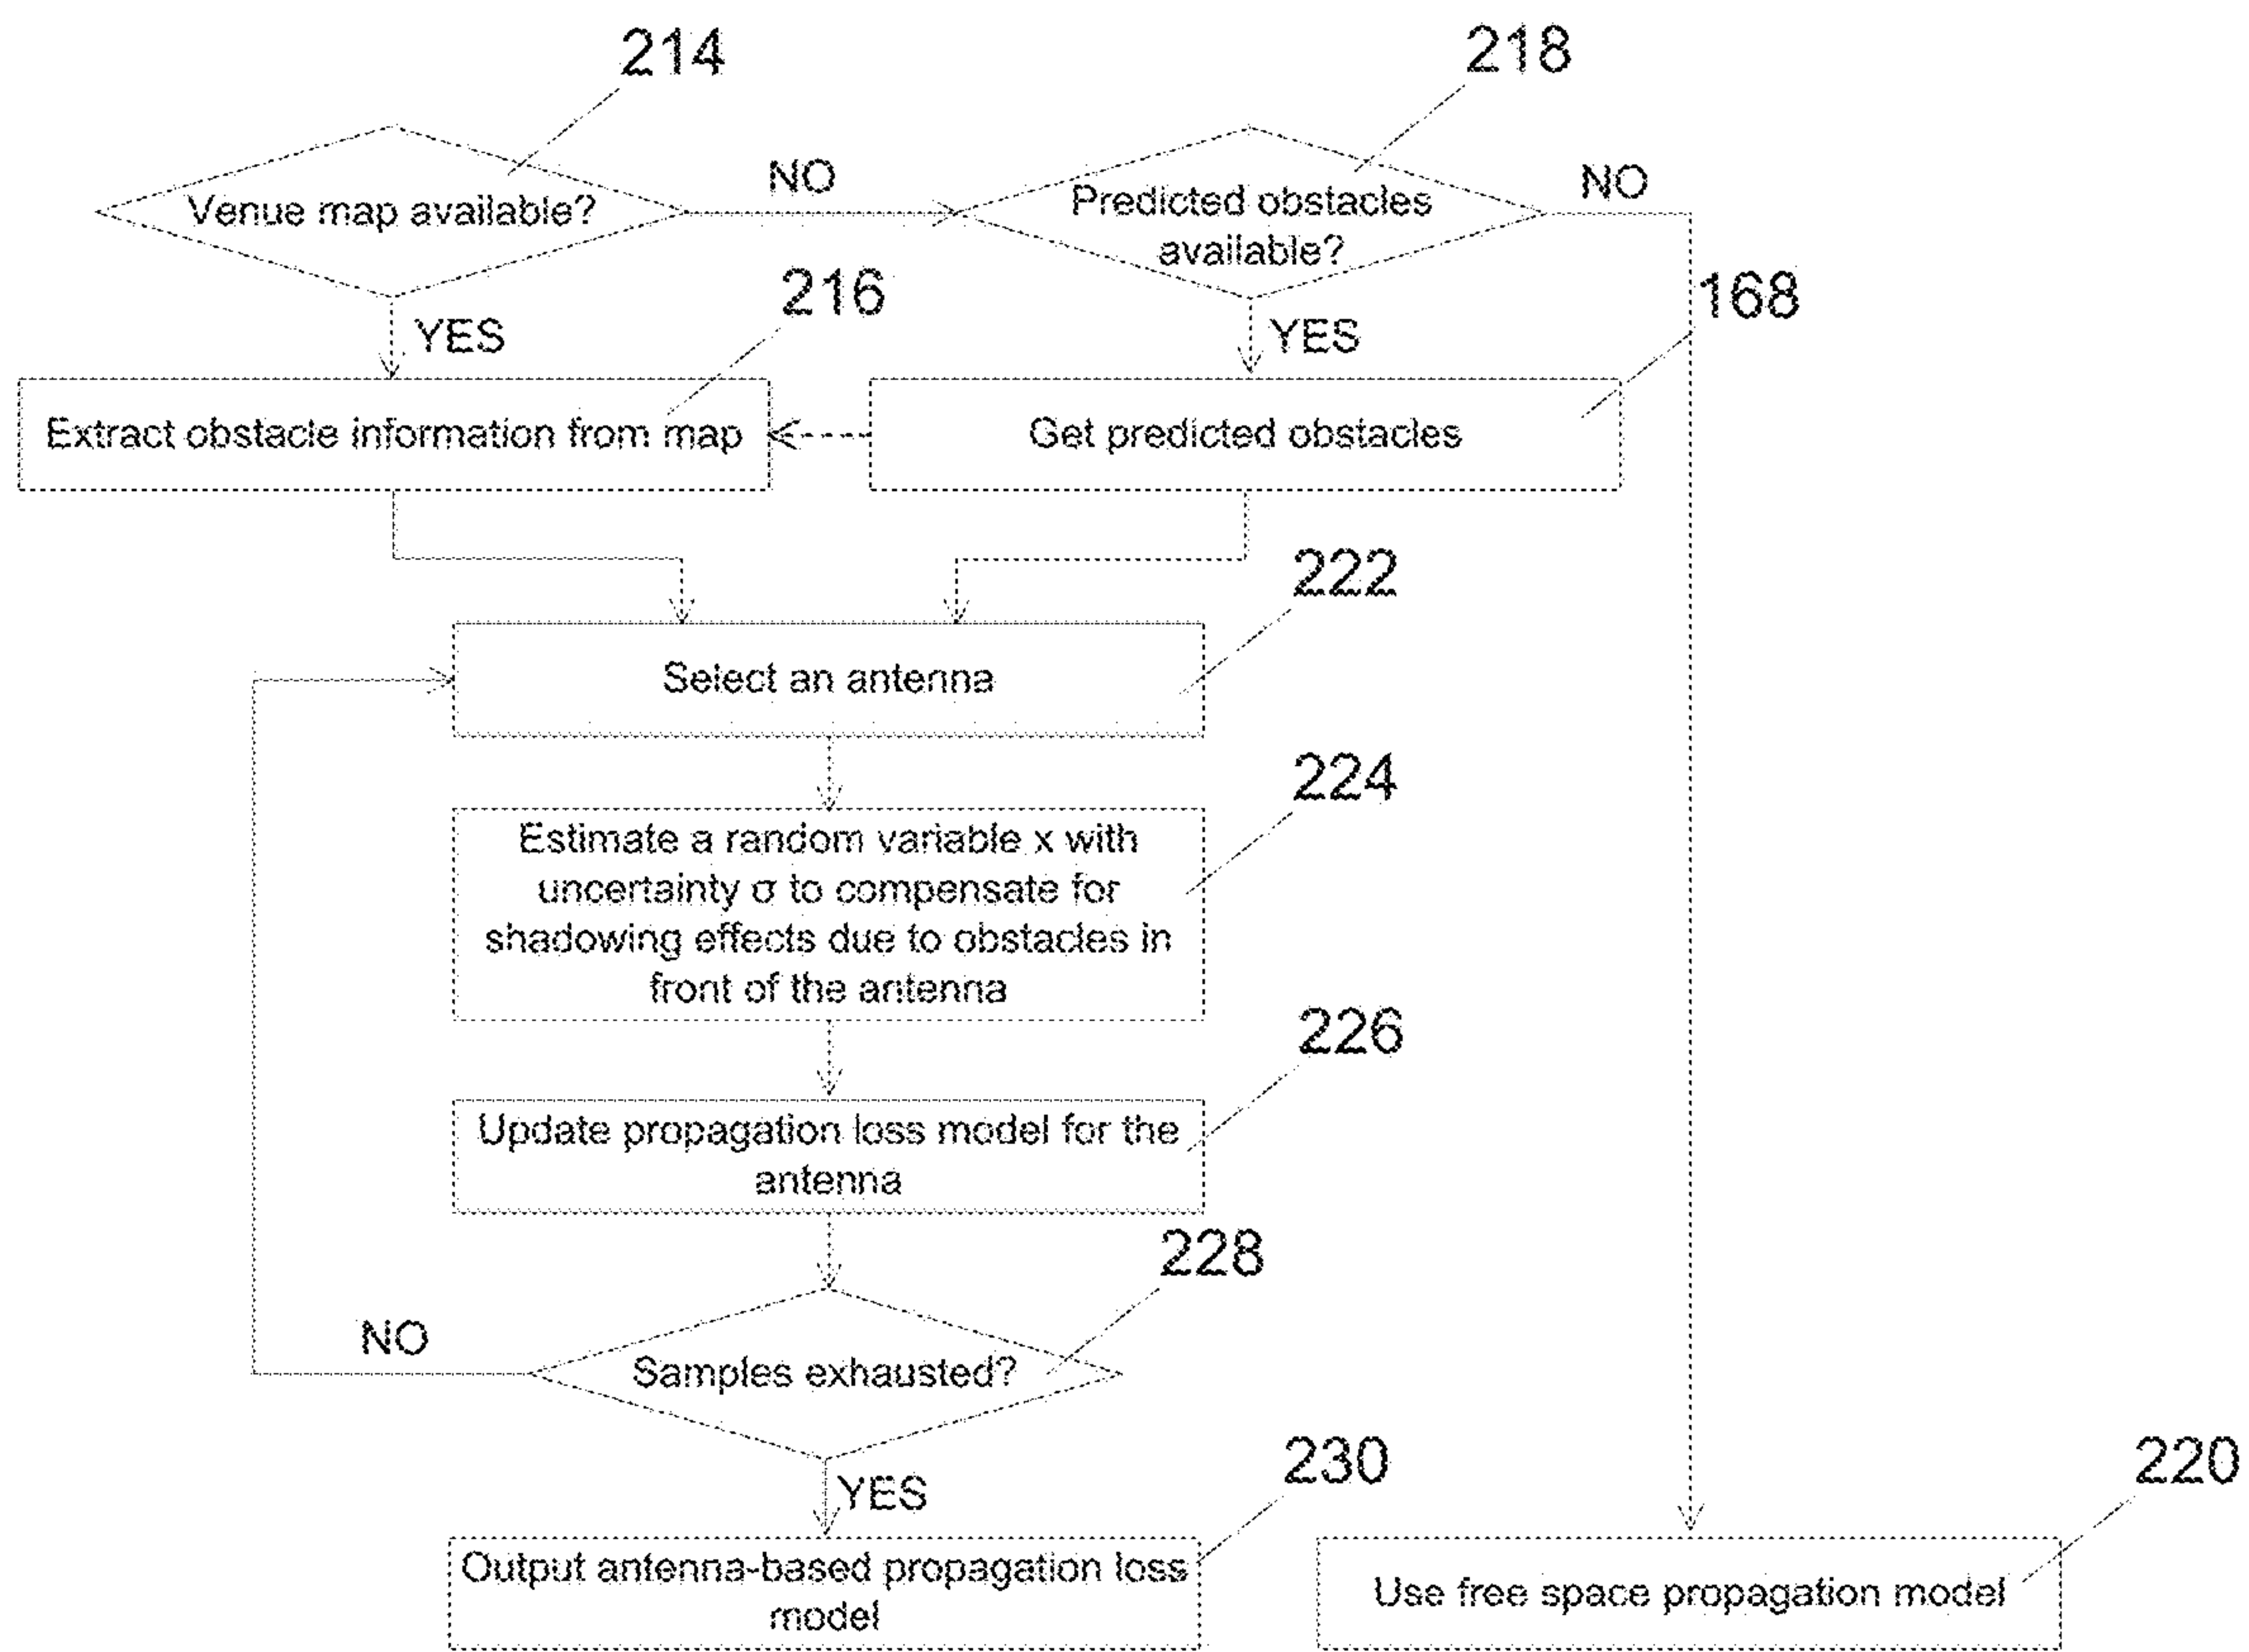 214
218
Venue map available?
NO
Predicted obstacles
available?
NO
216
168
YES
YES
Extract obstacle information from map
Get predicted obstacles
222
Select an antenna
224
Estimate a random variable x with
uncertainty σ to compensate for
shadowing effects due to obstacles in
front of the antenna
226
Update propagation loss model for the
antenna
228
NO
Samples exhausted?
YES
230
220
Output antenna-based propagation loss
model
Use free space propagation model